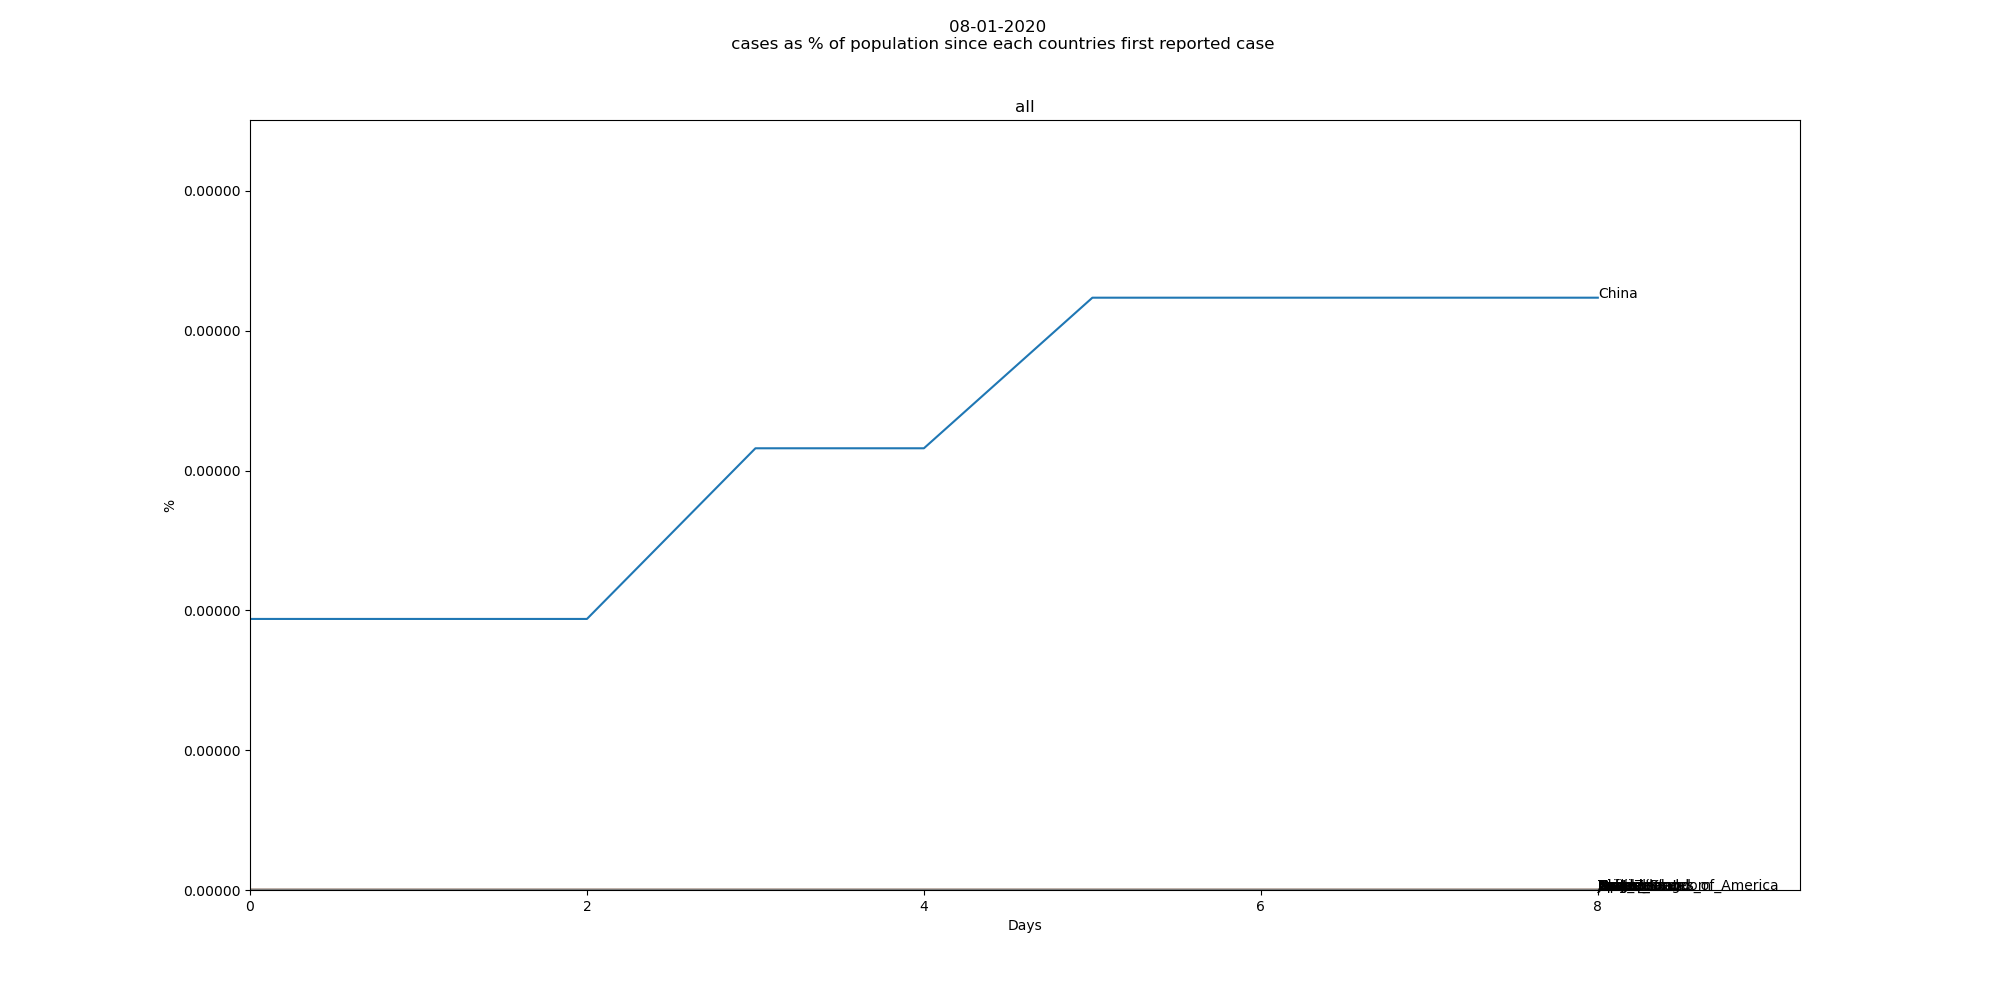 08-01-2020
cases as % of population since each countries first reported case
all
0.00000
0.00000
0.00000
0.00000
0.00000
0.00000
%
China
of_America
0 2 4 6 8
Days